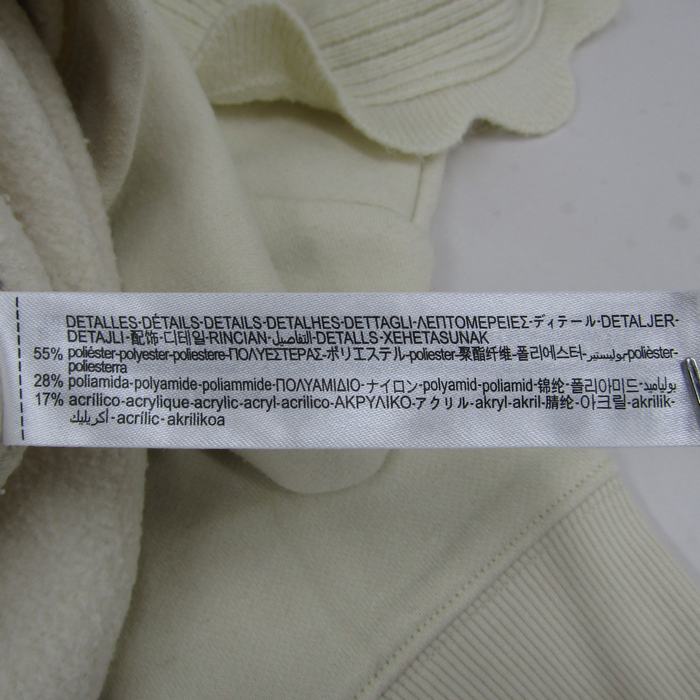 DETALLES-DÉTAILS-DETAILS-DETALHES-DETTAGLI-ΛΕΠΤΟΜΕΡΕΙΕΣ-ディテール-DETALJER-
DETAJLI-配饰-디테일-RINCIAN-التفاصيل-DETALLS-XEHETASUNAK
55% poliéster-polyester-poliestere-ΠΟΛΥΕΣΤΕΡΑΣ-ポリエステル-poliester-聚酯纤维-폴리에스터-بوليستير-polièster-
poliesterra
28% poliamida-polyamide-poliammide-ΠΟΛΥΑΜΙΔΙΟ-ナイロン-polyamid-poliamid-锦纶-폴리아미드-بولياميد
17% acrílico-acrylique-acrylic-acryl-acrilico-ΑΚΡΥΛΙΚΟ-アクリル-akryl-akril-腈纶-아크릴-akrilik-
أكريليك-acrílic-akrilikoa